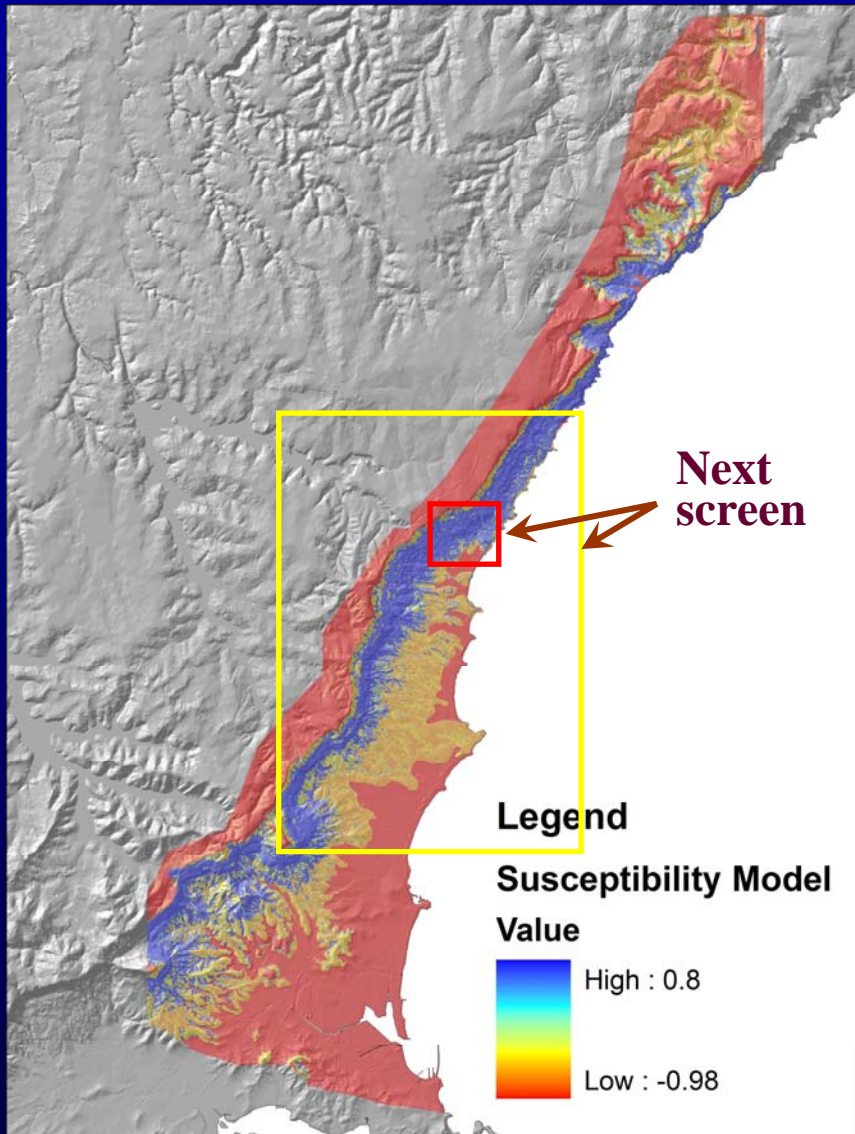 Next
screen
Legend
Susceptibility Model
Value
High : 0.8
Low : -0.98